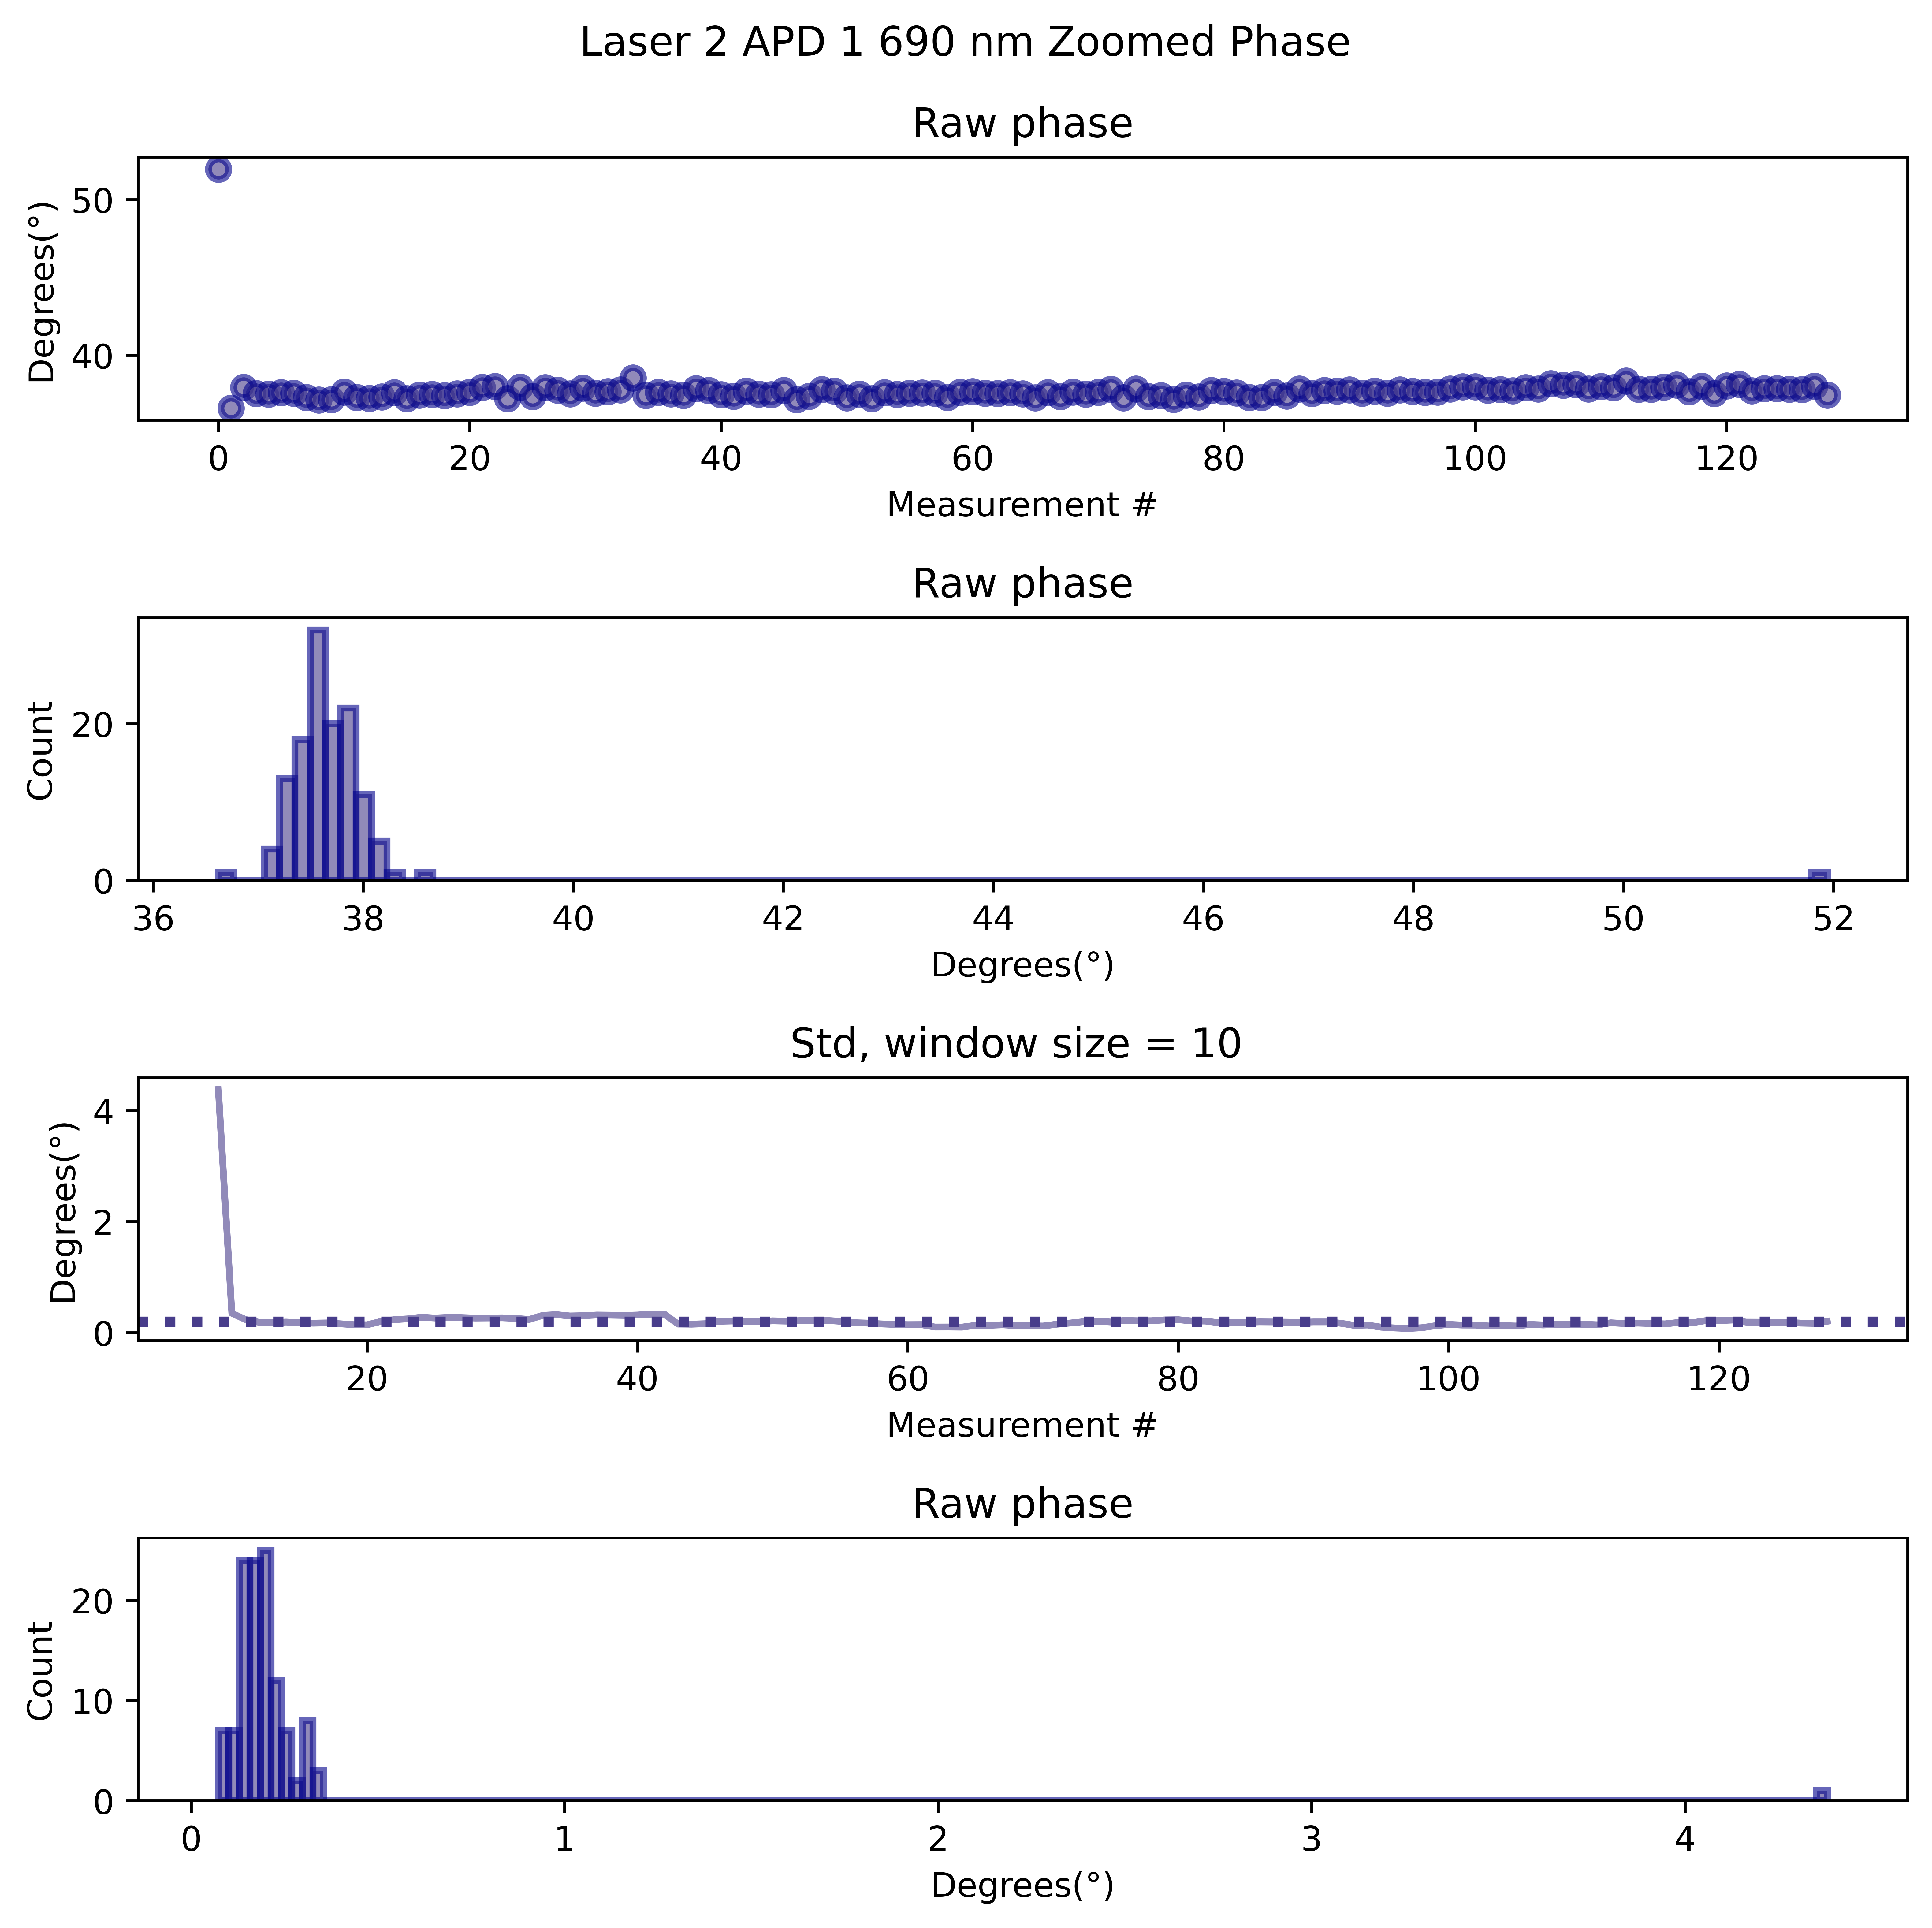 Laser 2 APD 1 690 nm Zoomed Phase
Raw phase
Degrees(°)
50
40
0 20 40 60 80 100 120
Measurement #
Raw phase
Count
20
0
36 38 40 42 44 46 48 50 52
Degrees(°)
Std, window size = 10
Degrees(°)
4
2
0
20 40 60 80 100 120
Measurement #
Raw phase
Count
20
10
0
0 1 2 3 4
Degrees(°)